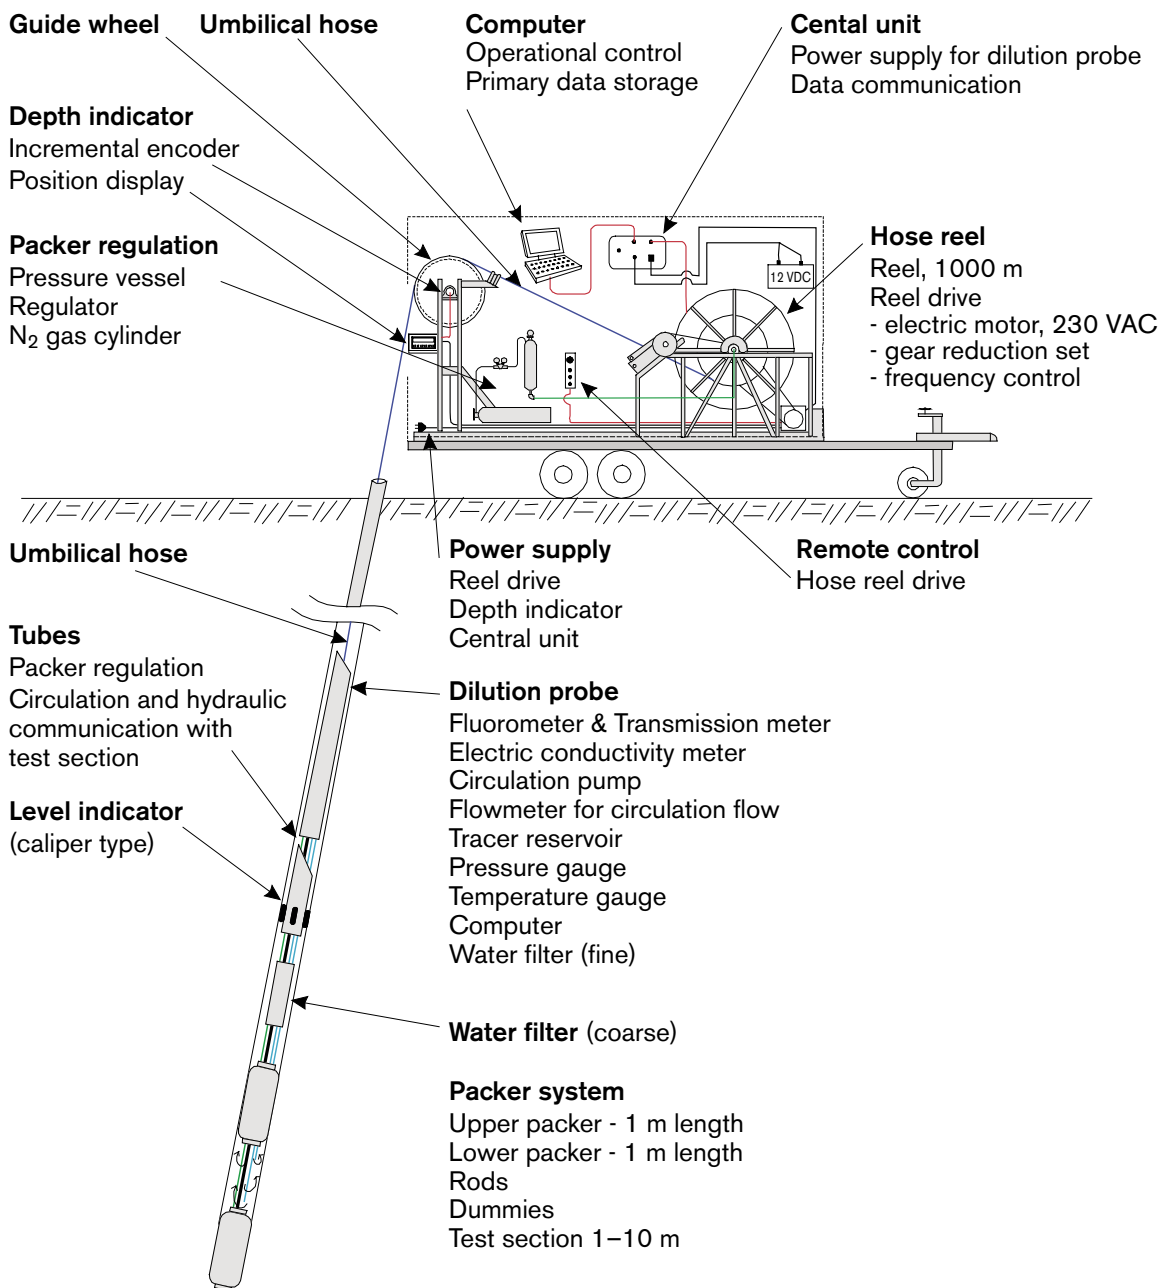 Guide wheel
Umbilical hose
Computer
Operational control
Primary data storage
Cental unit
Power supply for dilution probe
Data communication
Depth indicator
Incremental encoder
Position display
Packer regulation
Pressure vessel
Regulator
N2 gas cylinder
12 VDC
Hose reel
Reel, 1000 m
Reel drive
- electric motor, 230 VAC
- gear reduction set
- frequency control
Umbilical hose
Power supply
Reel drive
Depth indicator
Central unit
Remote control
Hose reel drive
Tubes
Packer regulation
Circulation and hydraulic
communication with
test section
Level indicator
(caliper type)
Dilution probe
Fluorometer & Transmission meter
Electric conductivity meter
Circulation pump
Flowmeter for circulation flow
Tracer reservoir
Pressure gauge
Temperature gauge
Computer
Water filter (fine)
Water filter (coarse)
Packer system
Upper packer - 1 m length
Lower packer - 1 m length
Rods
Dummies
Test section 1–10 m